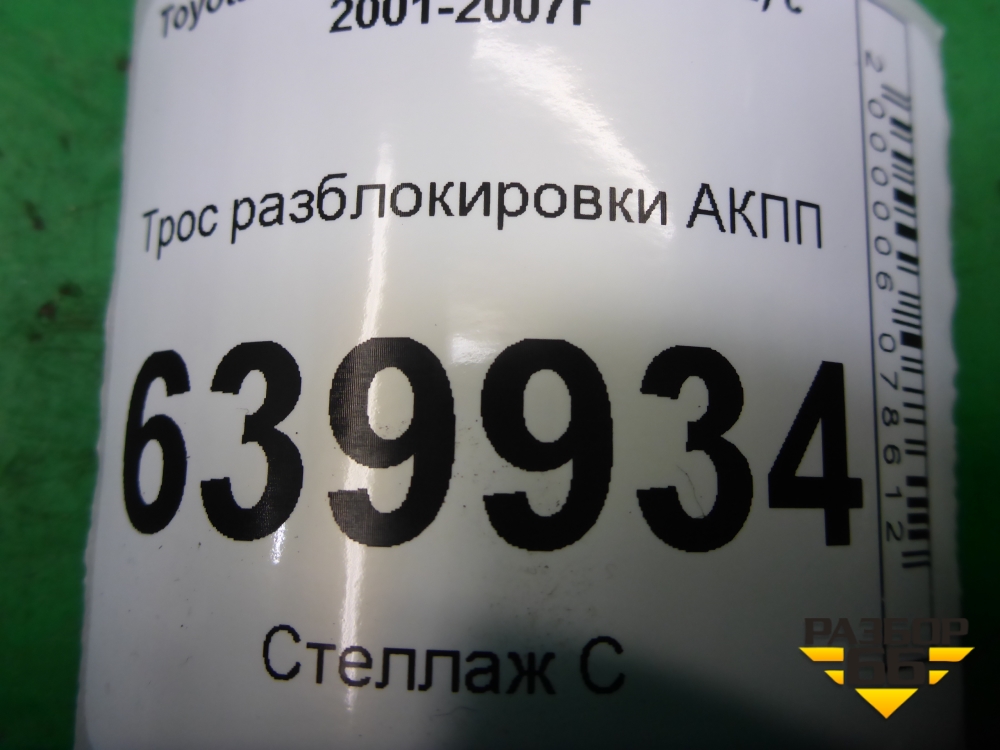 2001-2007г
Трос разблокировки АКПП
639934
Стеллаж С
2000006078612
РАЗБОР
66